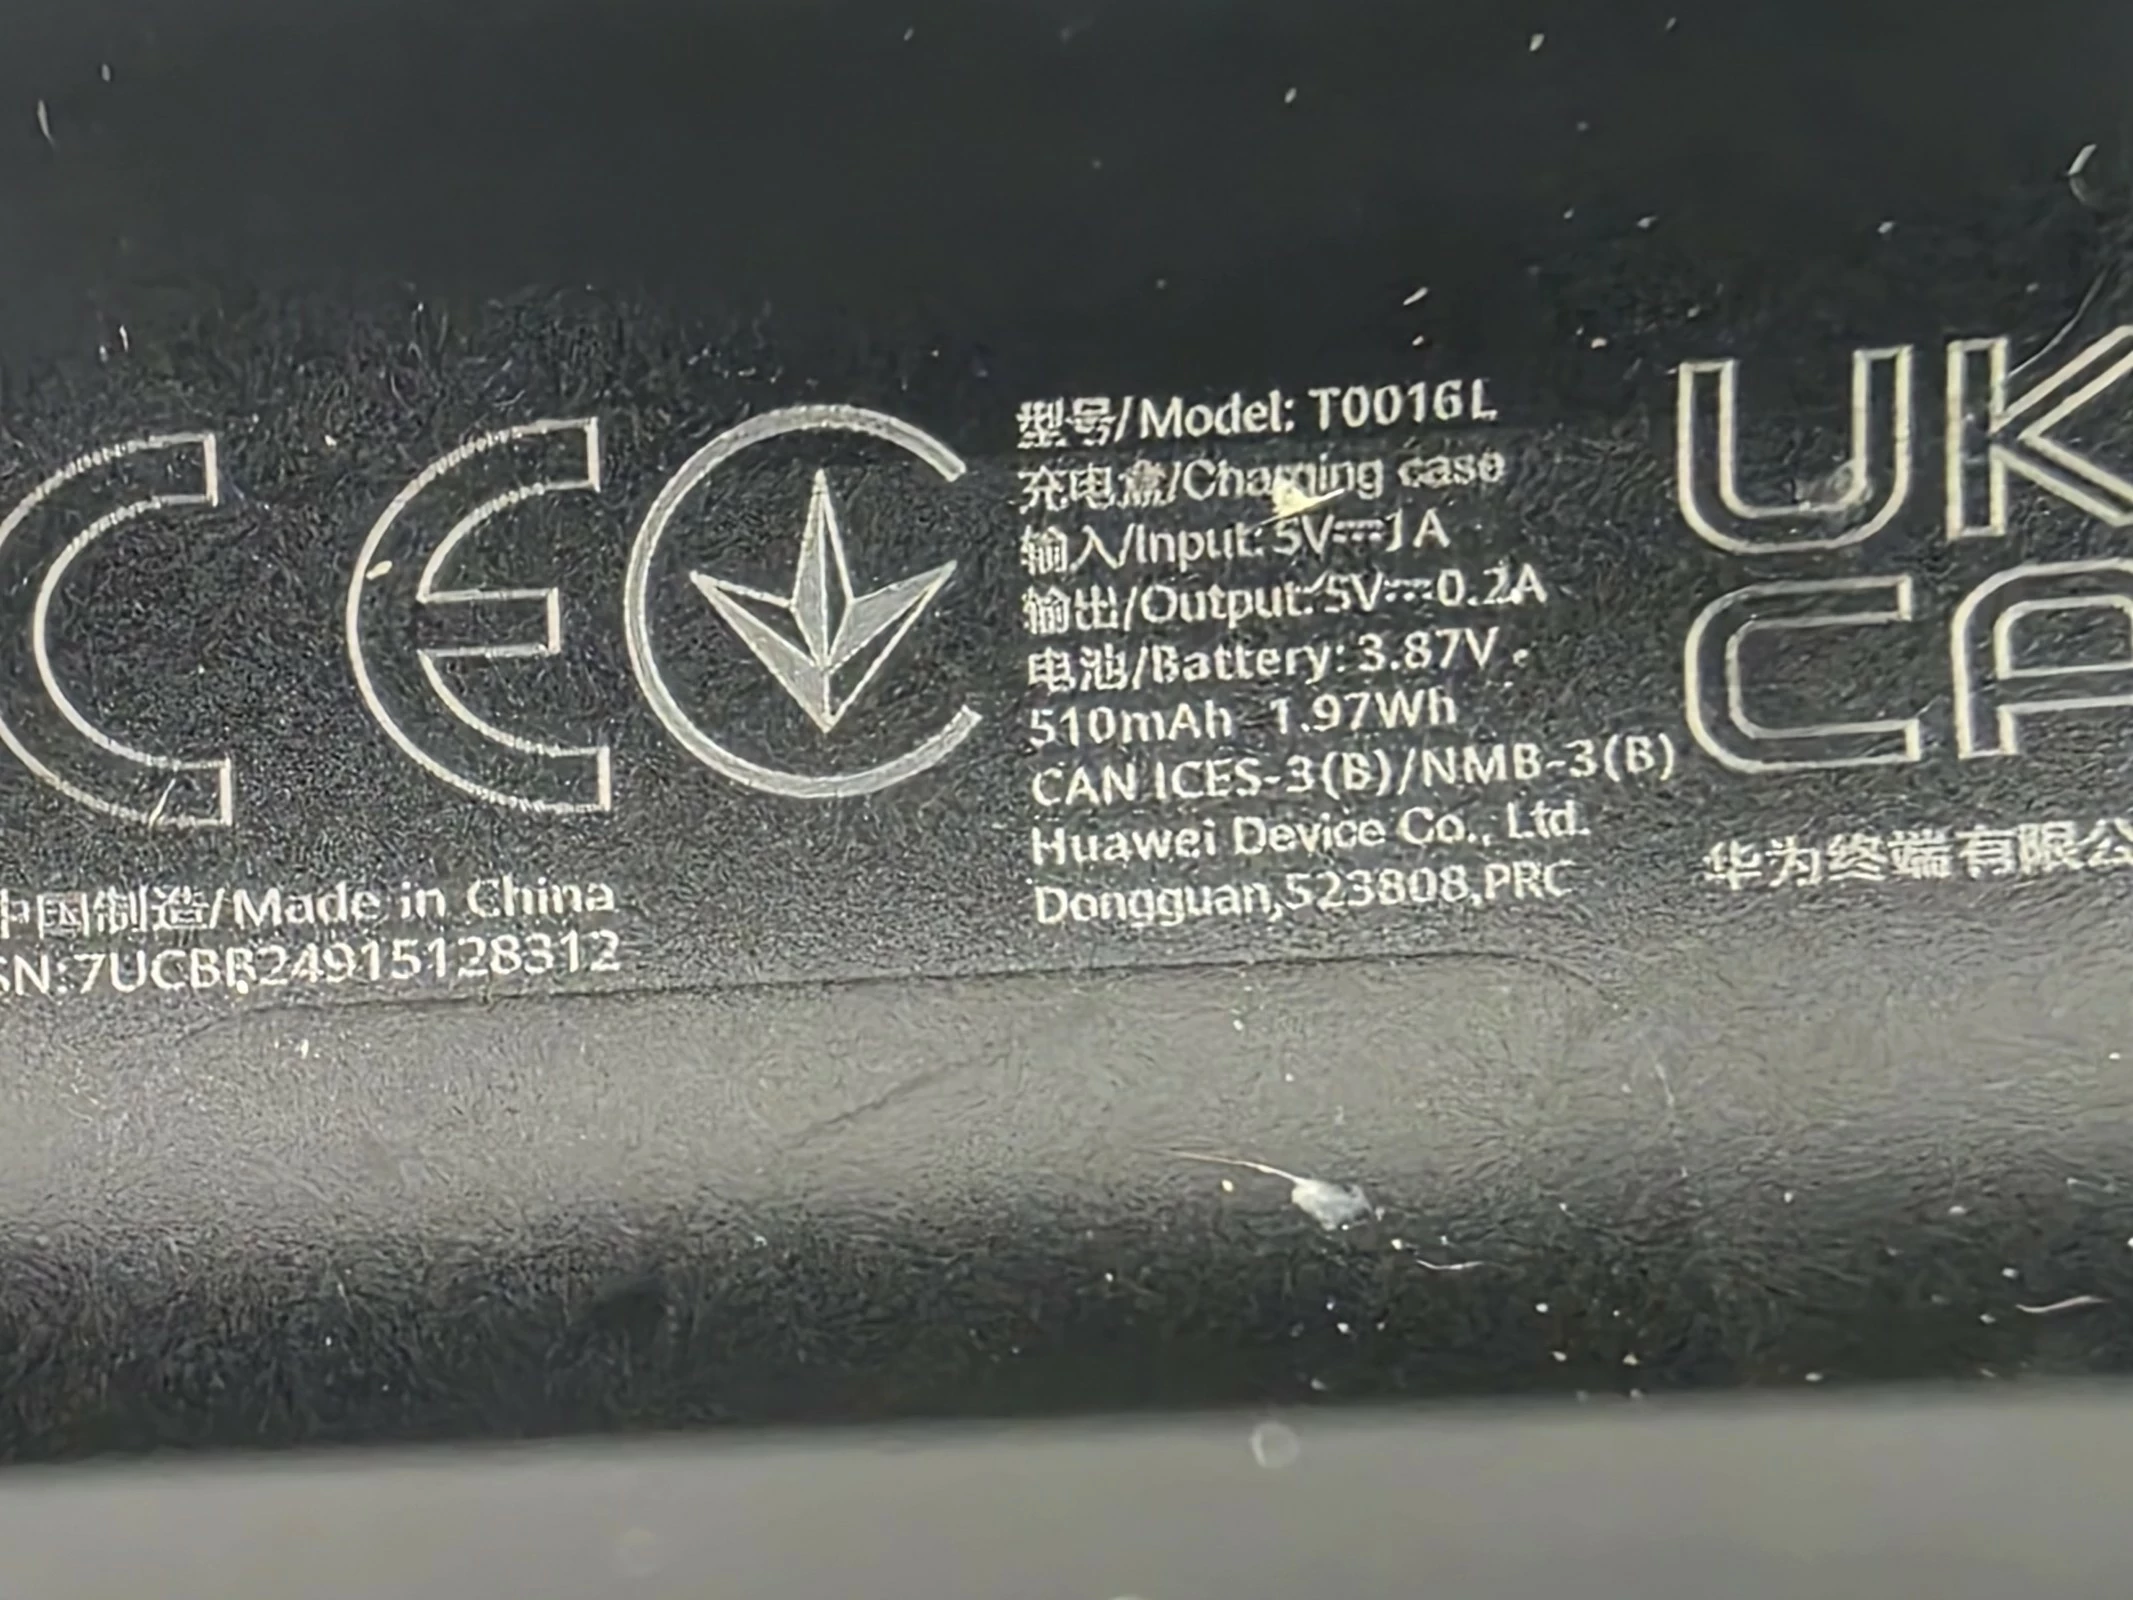 CE
中国制造/Made in China
SN:7UCBB24915128312
型号/Model: T0016L
充电盒/Charging case
输入/Input: 5V⎓1A
输出/Output: 5V⎓0.2A
电池/Battery: 3.87V
510mAh 1.97Wh
CAN ICES-3(B)/NMB-3(B)
Huawei Device Co., Ltd.
Dongguan,523808,PRC
UK
CA
华为终端有限公